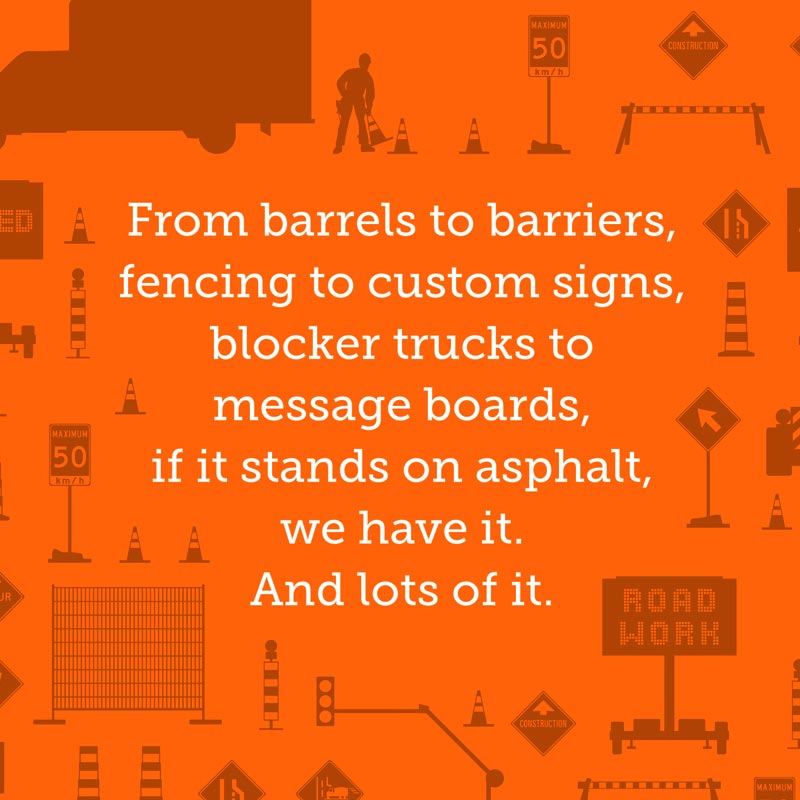 MAXIMUM
50
km/h
CONSTRUCTION
ED
From barrels to barriers,
fencing to custom signs,
blocker trucks to
message boards,
if it stands on asphalt,
we have it.
And lots of it.
MAXIMUM
50
km/h
UR
ROAD
WORK
CONSTRUCTION
MAXIMUM